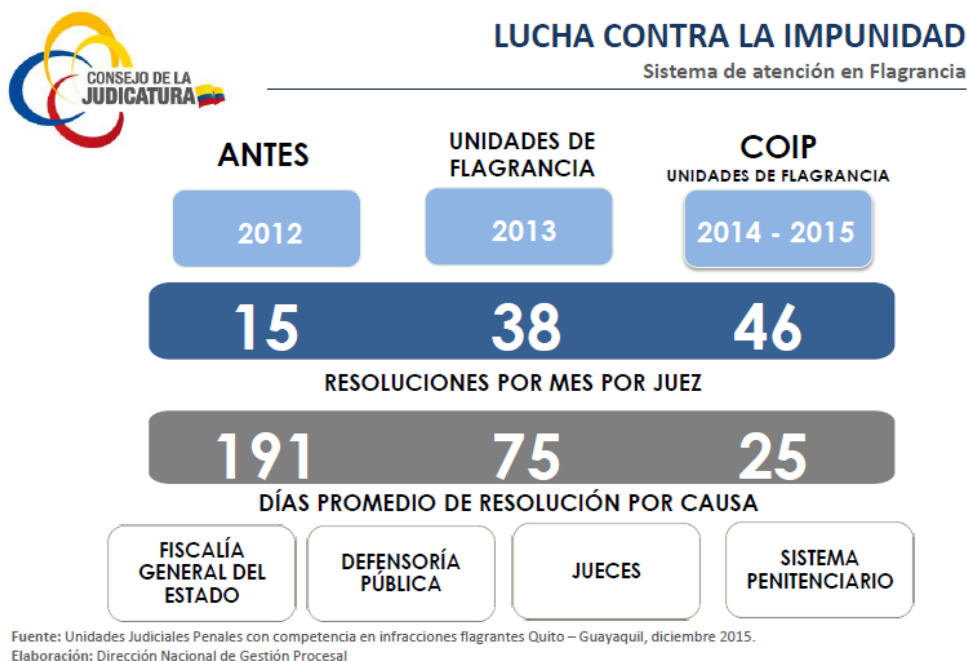 CONSEJO DE LA
JUDICATURA
LUCHA CONTRA LA IMPUNIDAD
Sistema de atención en Flagrancia
ANTES
UNIDADES DE
FLAGRANCIA
COIP
UNIDADES DE FLAGRANCIA
2012
2013
2014 - 2015
15 38 46
RESOLUCIONES POR MES POR JUEZ
191 75 25
DÍAS PROMEDIO DE RESOLUCIÓN POR CAUSA
FISCALÍA
GENERAL DEL
ESTADO
DEFENSORÍA
PÚBLICA
JUECES
SISTEMA
PENITENCIARIO
Fuente: Unidades Judiciales Penales con competencia en infracciones flagrantes Quito – Guayaquil, diciembre 2015.
Elaboración: Dirección Nacional de Gestión Procesal